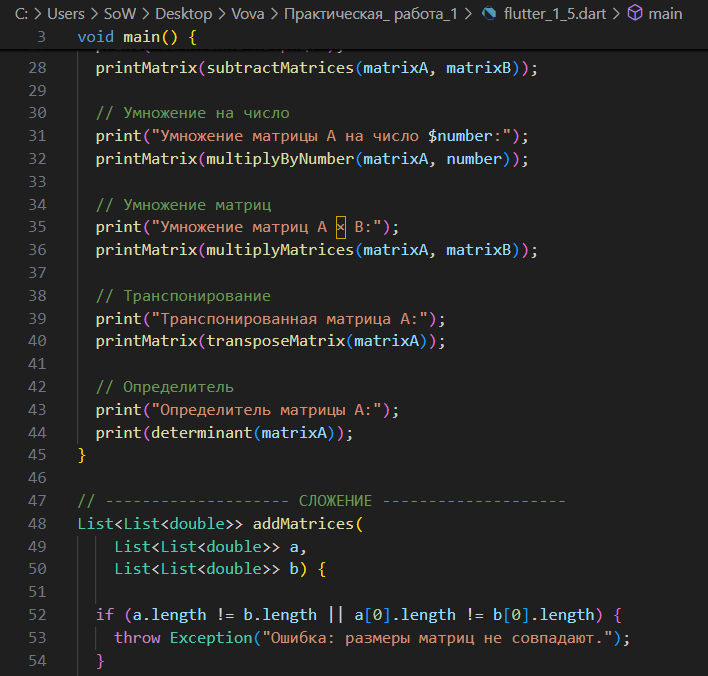 C: > Users > SoW > Desktop > Vova > Практическая_ работа_1 > flutter_1_5.dart > main
3 void main() {
28 printMatrix(subtractMatrices(matrixA, matrixB));
29
30 // Умножение на число
31 print("Умножение матрицы A на число $number:");
32 printMatrix(multiplyByNumber(matrixA, number));
33
34 // Умножение матриц
35 print("Умножение матриц A × B:");
36 printMatrix(multiplyMatrices(matrixA, matrixB));
37
38 // Транспонирование
39 print("Транспонированная матрица A:");
40 printMatrix(transposeMatrix(matrixA));
41
42 // Определитель
43 print("Определитель матрицы A:");
44 print(determinant(matrixA));
45 }
46
47 // -------------------- СЛОЖЕНИЕ --------------------
48 List<List<double>> addMatrices(
49 List<List<double>> a,
50 List<List<double>> b) {
51
52 if (a.length != b.length || a[0].length != b[0].length) {
53 throw Exception("Ошибка: размеры матриц не совпадают.");
54 }